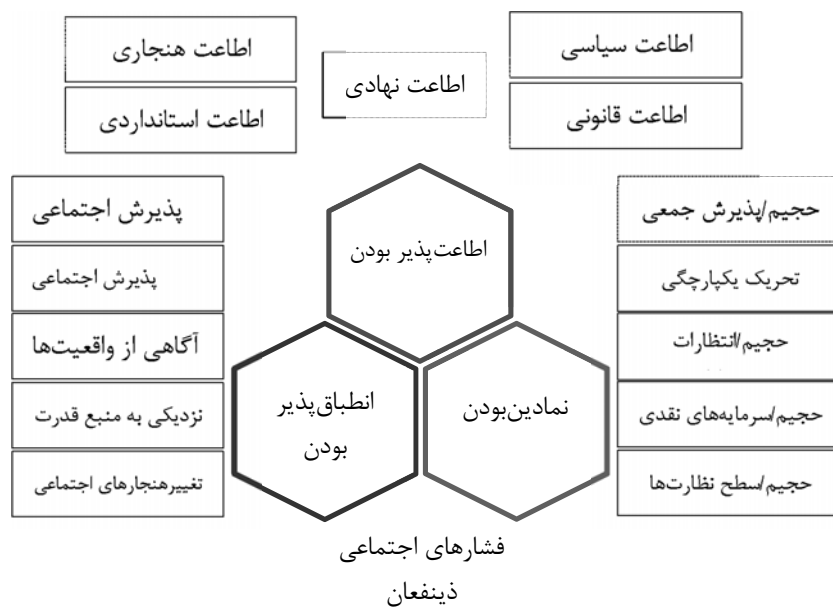 اطاعت سیاسی
اطاعت قانونی
اطاعت نهادی
اطاعت هنجاری
اطاعت استانداردی
حجیم/پذیرش جمعی
تحریک یکپارچگی
حجیم/انتظارات
حجیم/سرمایه‌های نقدی
حجیم/سطح نظارت‌ها
اطاعت‌پذیر بودن
نمادین‌بودن
انطباق‌پذیر
بودن
پذیرش اجتماعی
پذیرش اجتماعی
آگاهی از واقعیت‌ها
نزدیکی به منبع قدرت
تغییرهنجارهای اجتماعی
فشارهای اجتماعی
ذینفعان